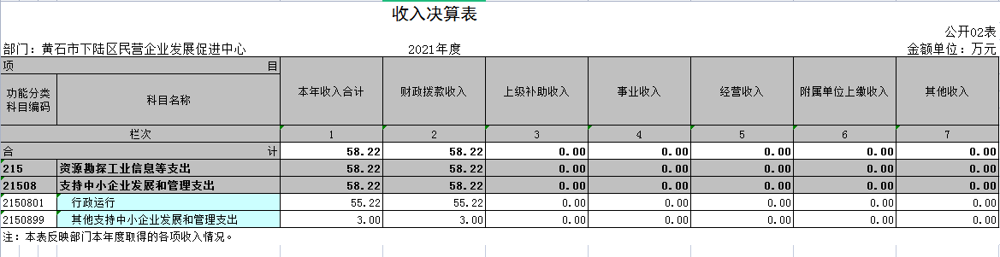 收入决算表
公开02表
部门：黄石市下陆区民营企业发展促进中心 2021年度 金额单位：万元
项 目
功能分类科目编码 科目名称 本年收入合计 财政拨款收入 上级补助收入 事业收入 经营收入 附属单位上缴收入 其他收入
栏次 1 2 3 4 5 6 7
合 计 58.22 58.22 0.00 0.00 0.00 0.00 0.00
215 资源勘探工业信息等支出 58.22 58.22 0.00 0.00 0.00 0.00 0.00
21508 支持中小企业发展和管理支出 58.22 58.22 0.00 0.00 0.00 0.00 0.00
2150801 行政运行 55.22 55.22 0.00 0.00 0.00 0.00 0.00
2150899 其他支持中小企业发展和管理支出 3.00 3.00 0.00 0.00 0.00 0.00 0.00
注：本表反映部门本年度取得的各项收入情况。